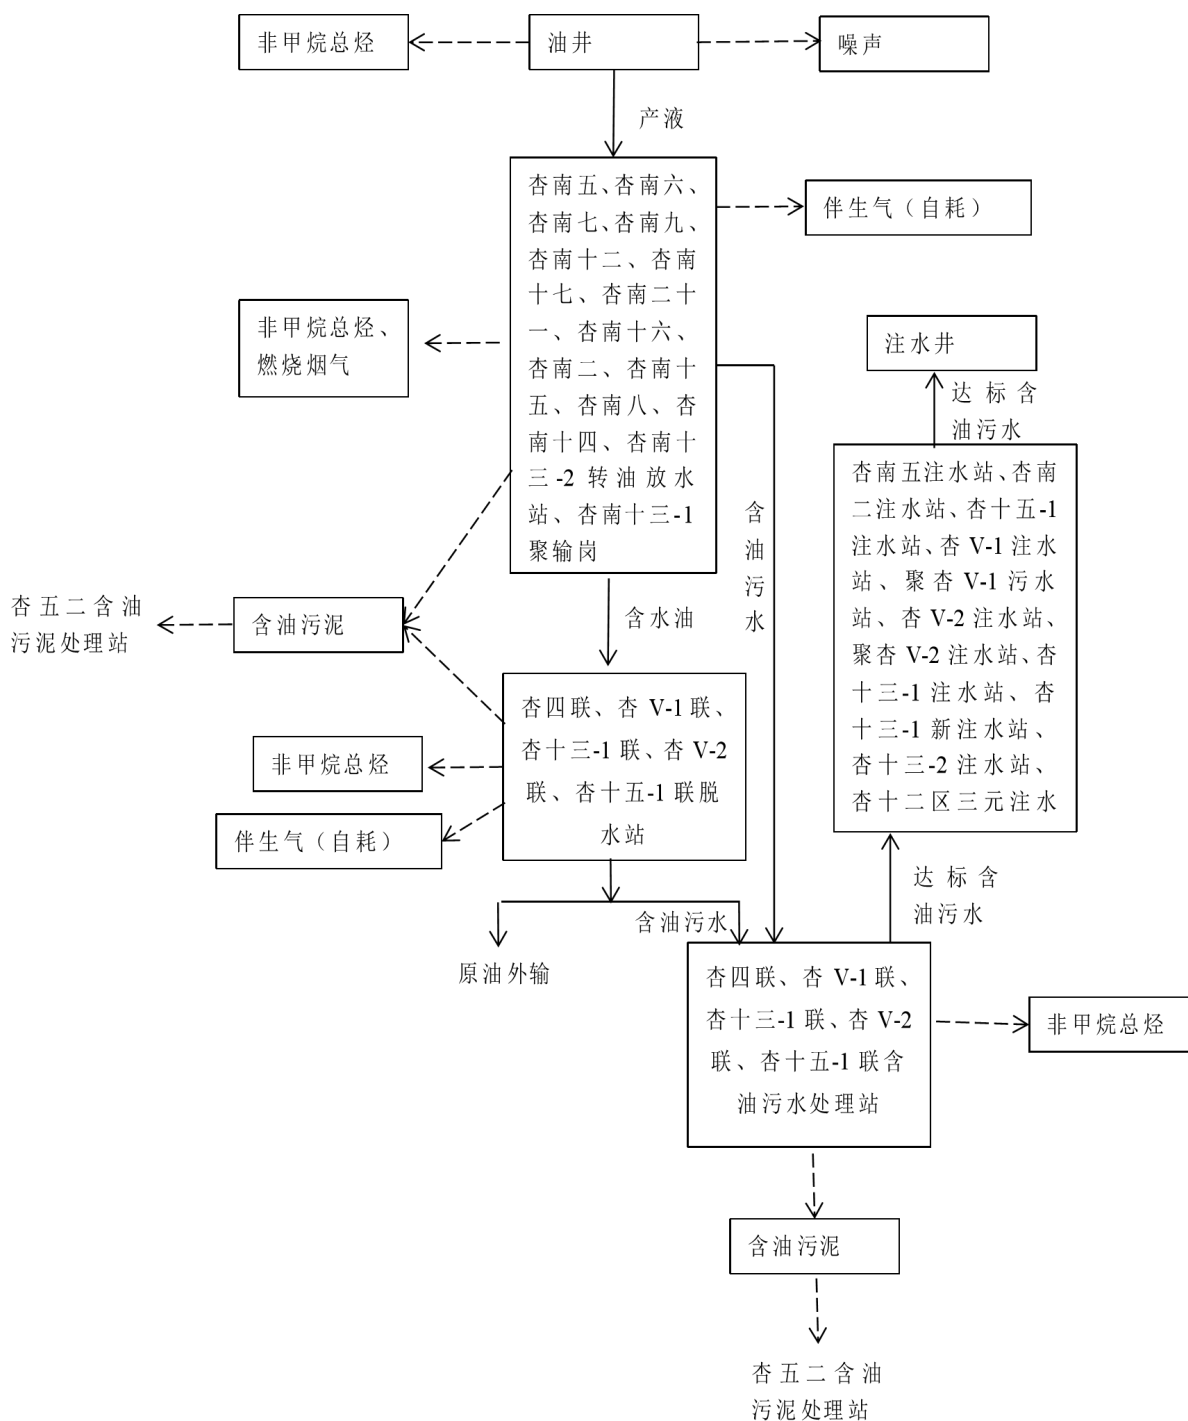 非甲烷总烃
油井
噪声
产液
杏南五、杏南六、
杏南七、杏南九、
杏南十二、杏南
十七、杏南二十
一、杏南十六、
杏南二、杏南十
五、杏南八、杏
南十四、杏南十
三-2 转油放水
站、杏南十三-1
聚输岗
伴生气（自耗）
非甲烷总烃、
燃烧烟气
注水井
达标含
油污水
杏南五注水站、杏南
二注水站、杏十五-1
注水站、杏 V-1 注水
站、聚杏 V-1 污水
站、杏 V-2 注水站、
聚杏 V-2 注水站、杏
十三-1 注水站、杏
十三-1 新注水站、
杏十三-2 注水站、
杏十二区三元注水
含油污水
杏五二含油
污泥处理站
含油污泥
含水油
杏四联、杏 V-1 联、
杏十三-1 联、杏 V-2
联、杏十五-1 联脱
水站
非甲烷总烃
伴生气（自耗）
达标含
油污水
含油污水
原油外输
杏四联、杏 V-1 联、
杏十三-1 联、杏 V-2
联、杏十五-1 联含
油污水处理站
非甲烷总烃
含油污泥
杏五二含油
污泥处理站